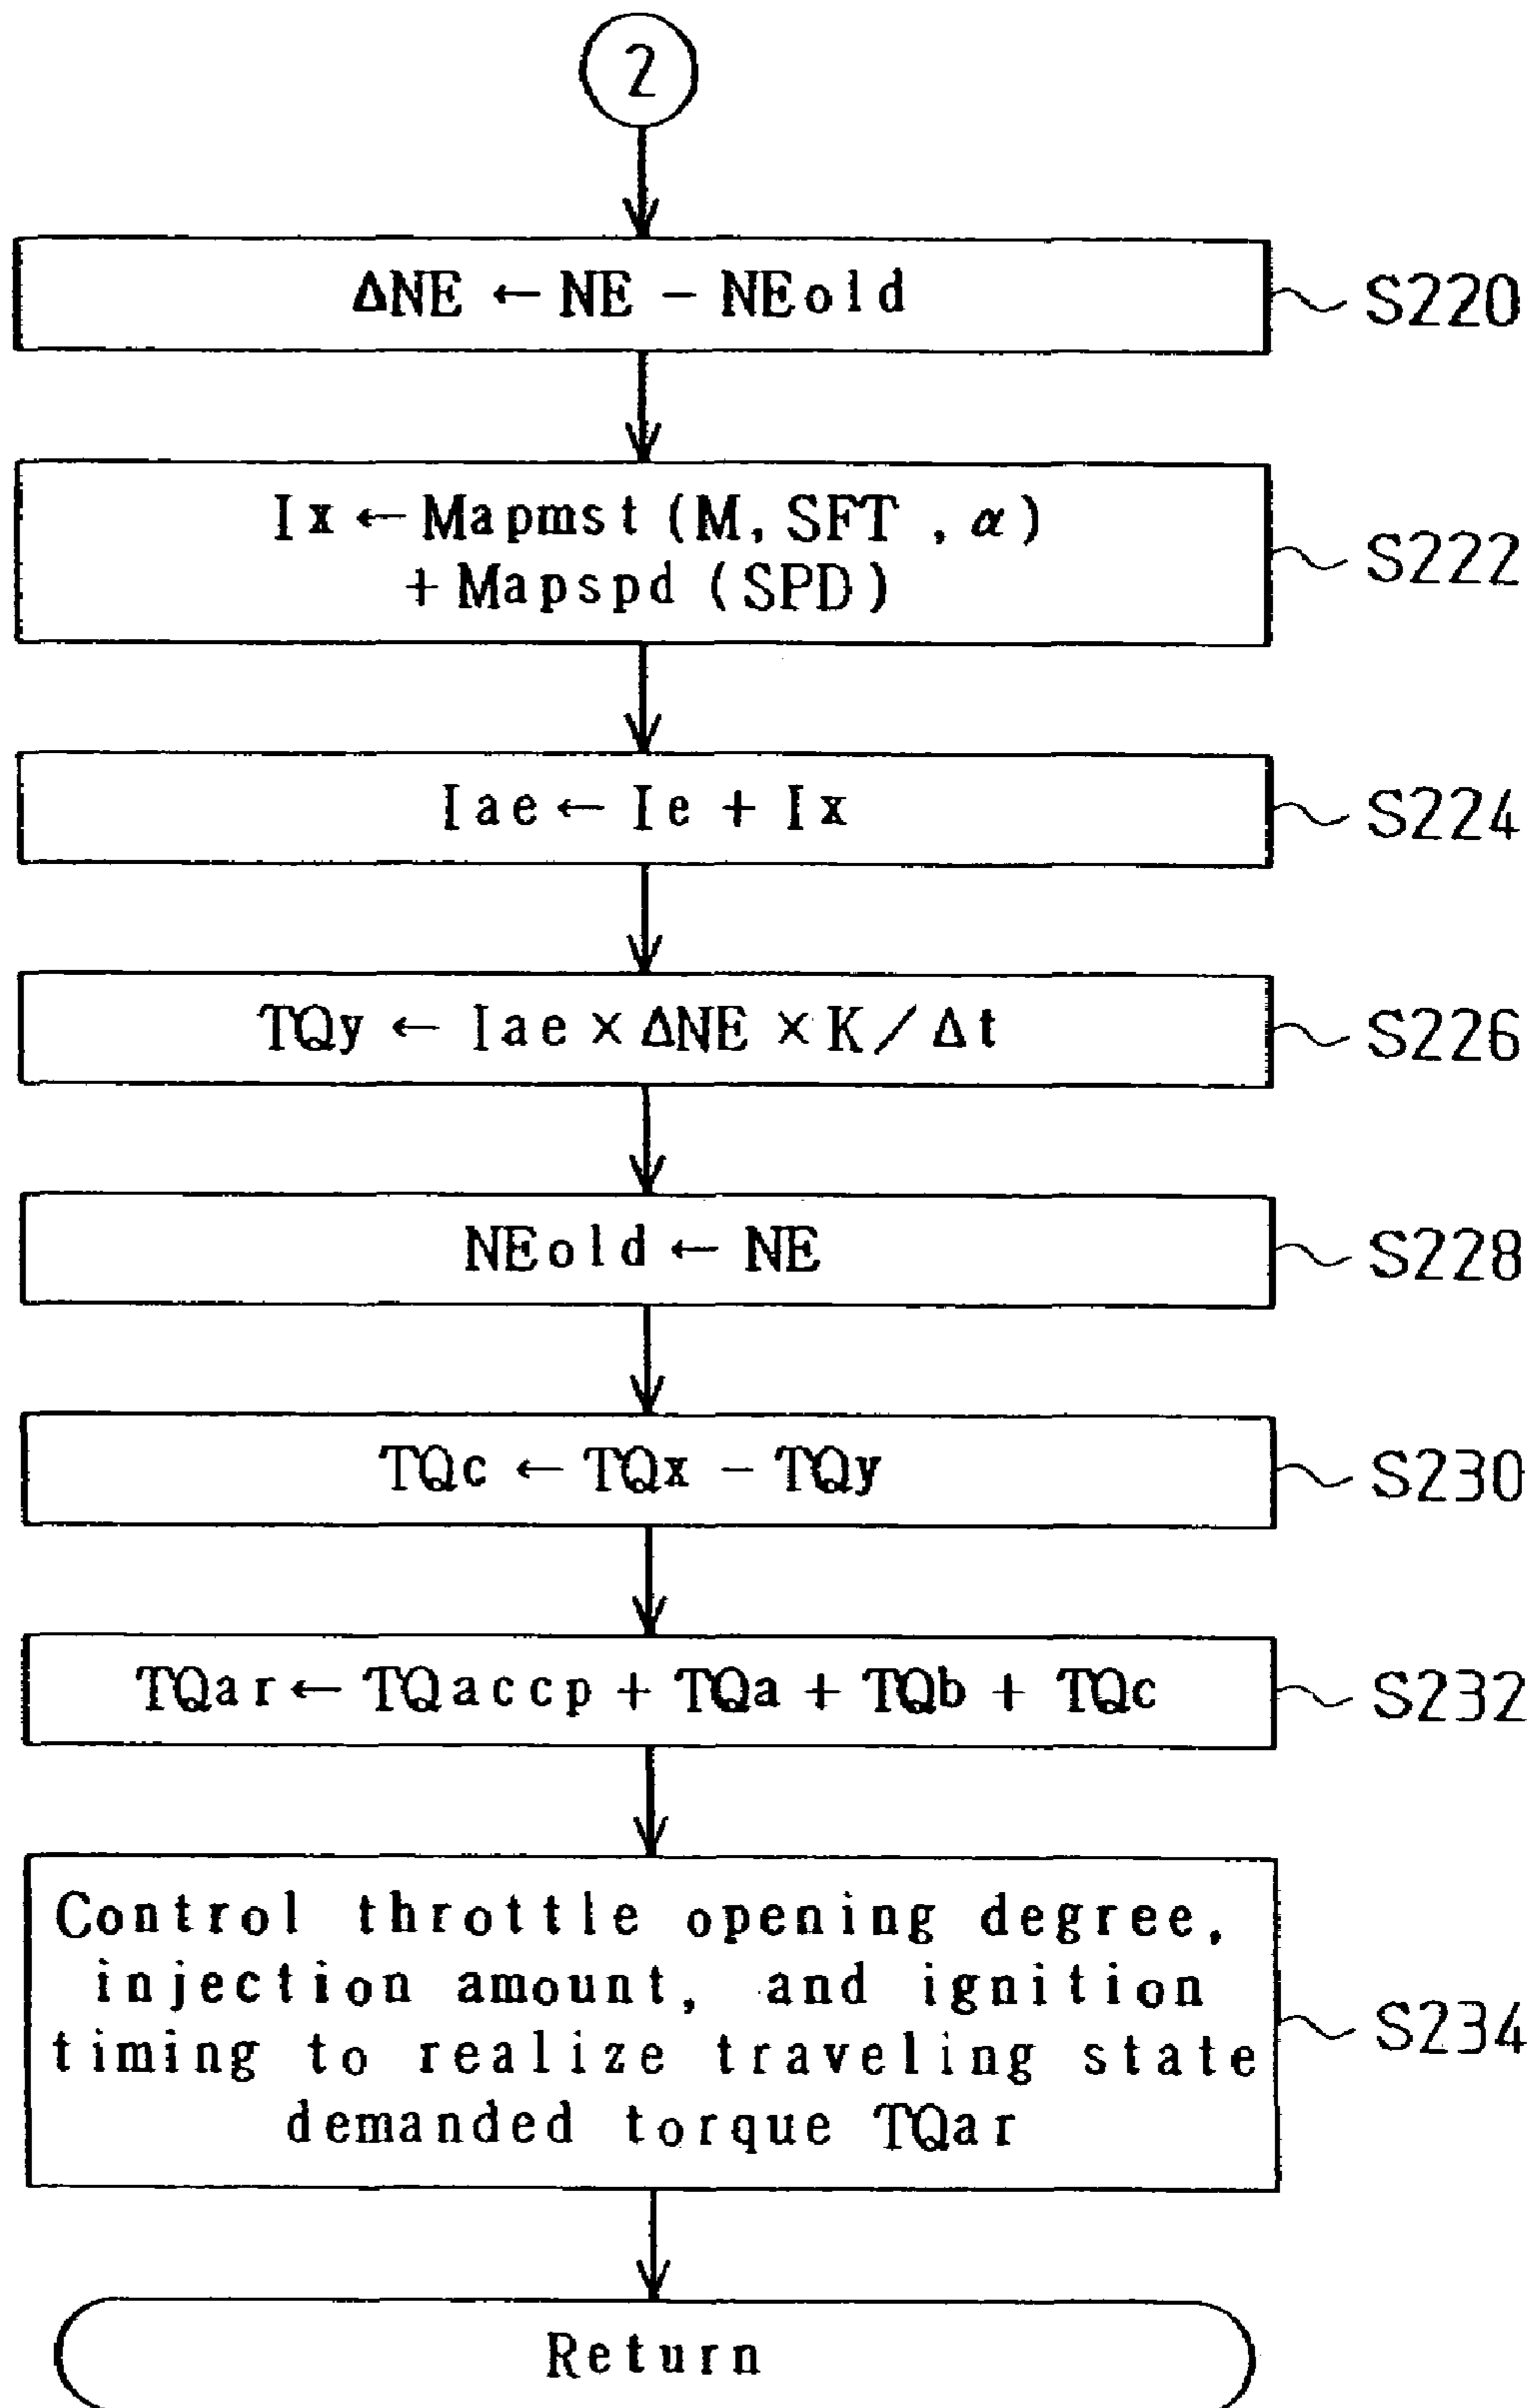 2
ΔNE ← NE - NEold
S220
Ix ← Mapmst (M, SFT , α)
+ Mapspd (SPD)
S222
Iae ← Ie + Ix
S224
TQy ← Iae × ΔNE × K / Δt
S226
NEold ← NE
S228
TQc ← TQx - TQy
S230
TQar ← TQaccp + TQa + TQb + TQc
S232
Control throttle opening degree,
injection amount, and ignition
timing to realize traveling state
demanded torque TQar
S234
Return